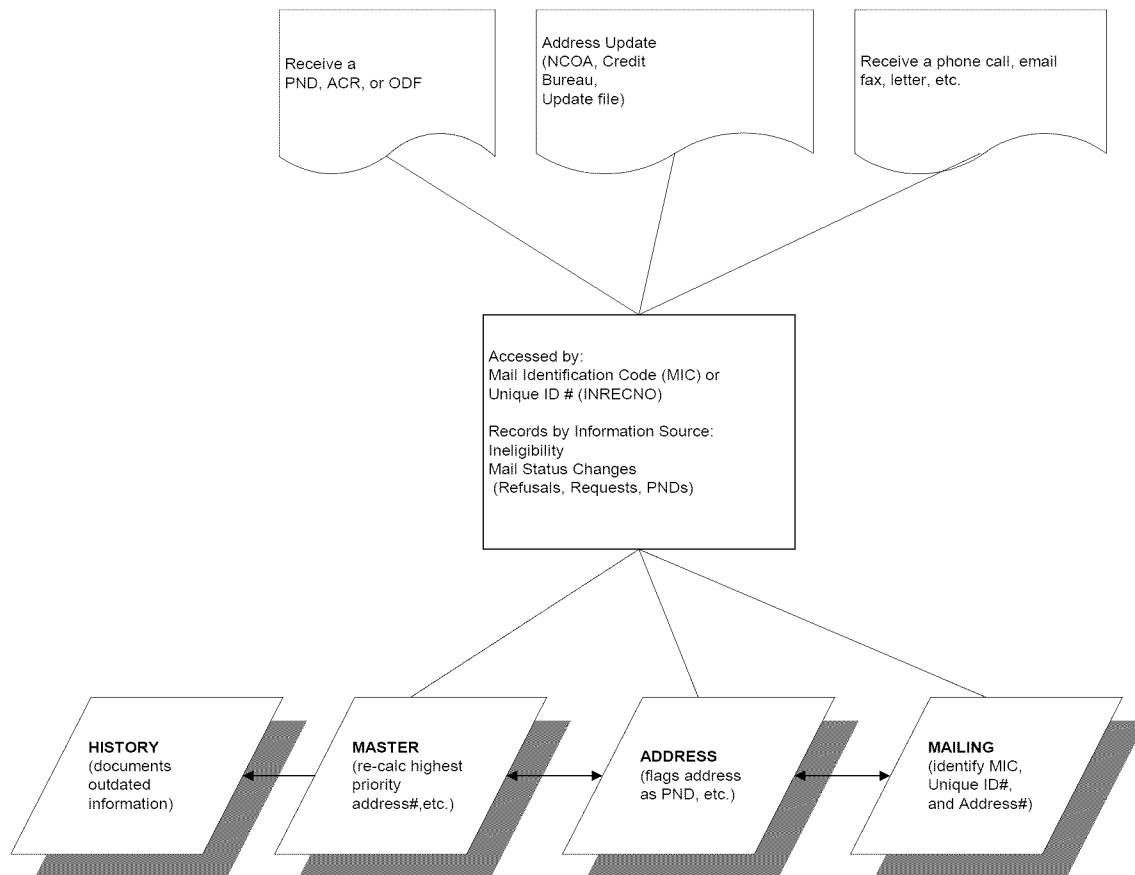 Receive a
PND, ACR, or ODF
Address Update
(NCOA, Credit
Bureau,
Update file)
Receive a phone call, email
fax, letter, etc.
Accessed by:
Mail Identification Code (MIC) or
Unique ID # (INRECNO)
Records by Information Source:
Ineligibility
Mail Status Changes
(Refusals, Requests, PNDs)
HISTORY
(documents
outdated
information)
MASTER
(re-calc highest
priority
address#,etc.)
ADDRESS
(flags address
as PND, etc.)
MAILING
(identify MIC,
Unique ID#,
and Address#)